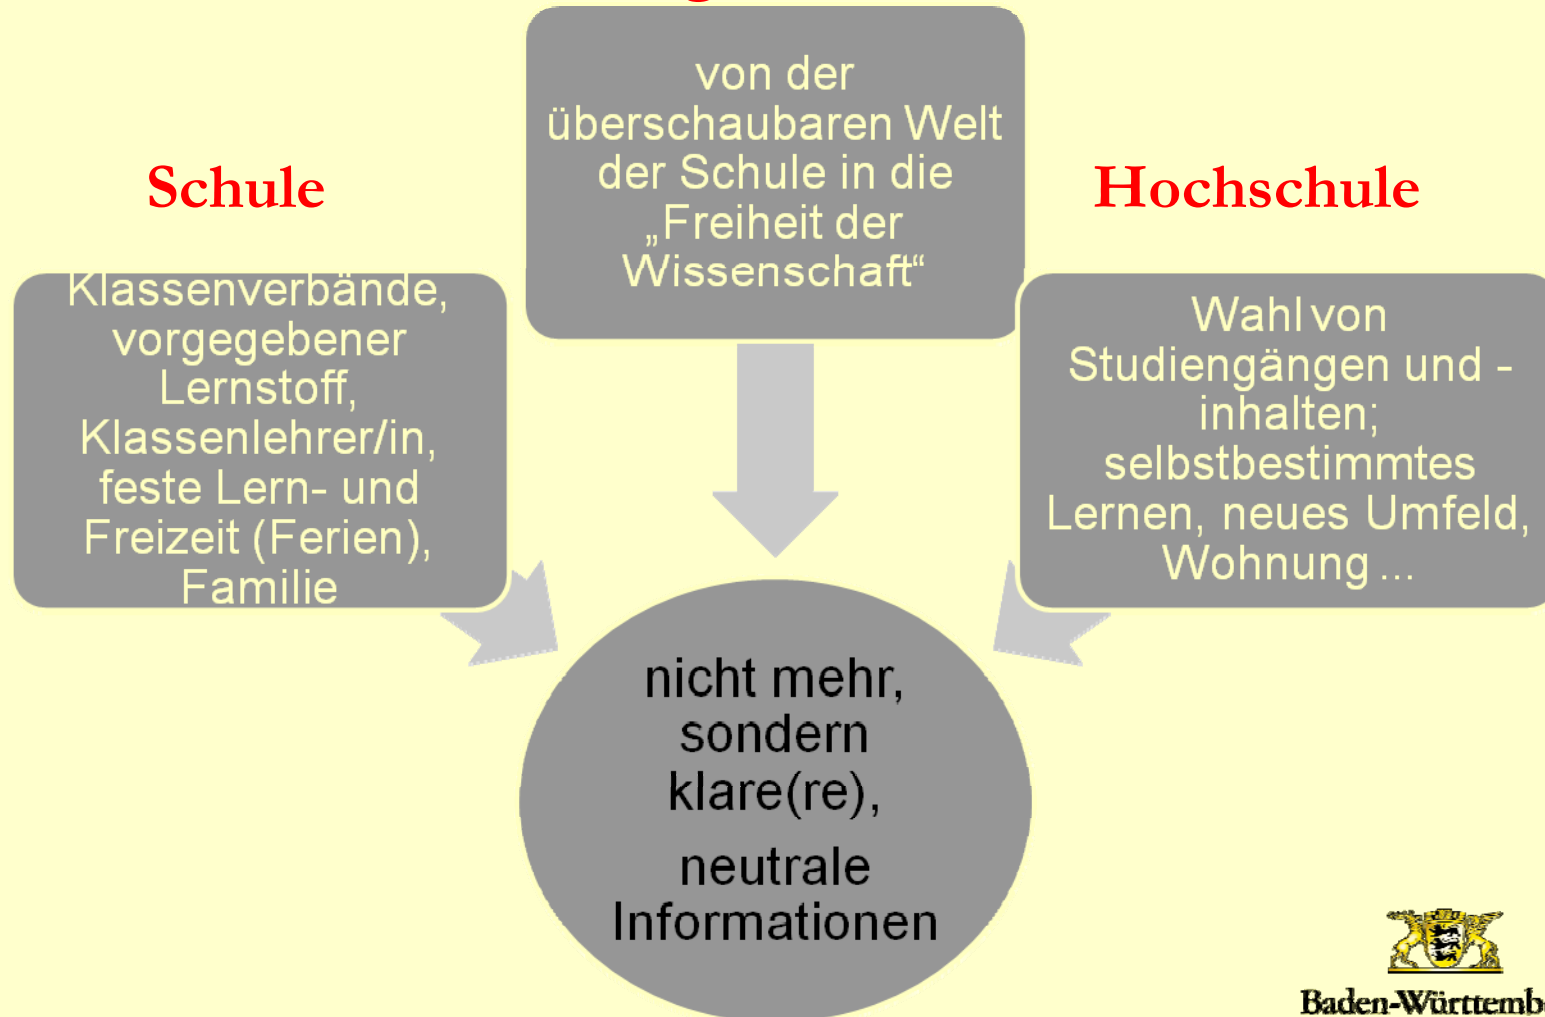 von der
überschaubaren Welt
der Schule in die
„Freiheit der
Wissenschaft“
Schule
Hochschule
Klassenverbände,
vorgegebener
Lernstoff,
Klassenlehrer/in,
feste Lern- und
Freizeit (Ferien),
Familie
Wahl von
Studiengängen und -
inhalten;
selbstbestimmtes
Lernen, neues Umfeld,
Wohnung ...
nicht mehr,
sondern
klare(re),
neutrale
Informationen